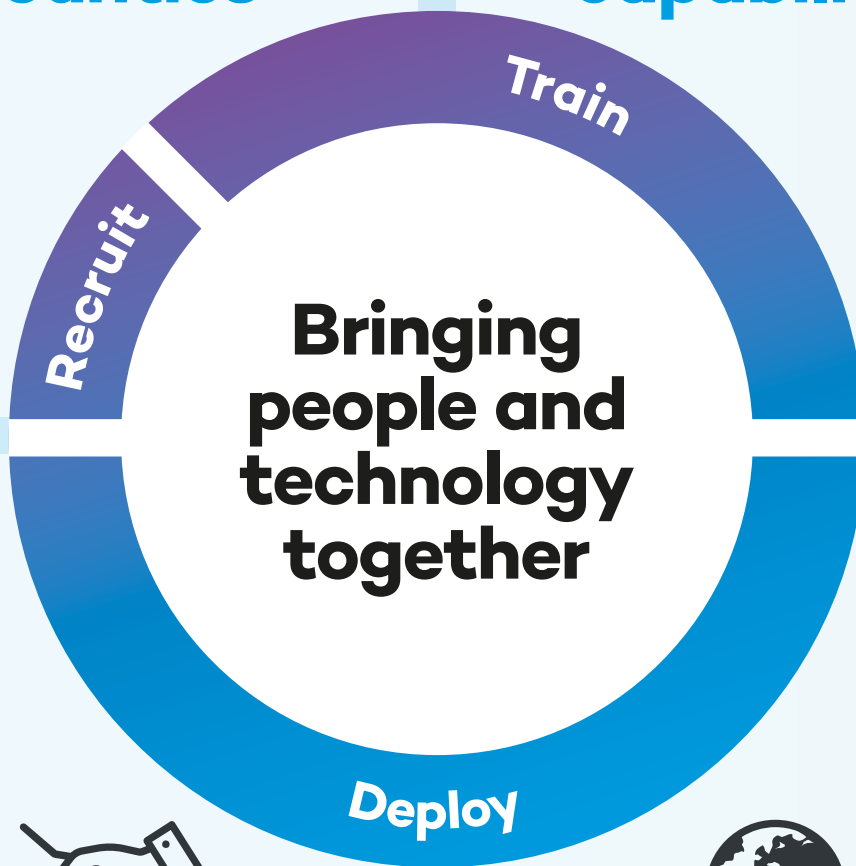 Train
Recruit
Bringing
people and
technology
together
Deploy